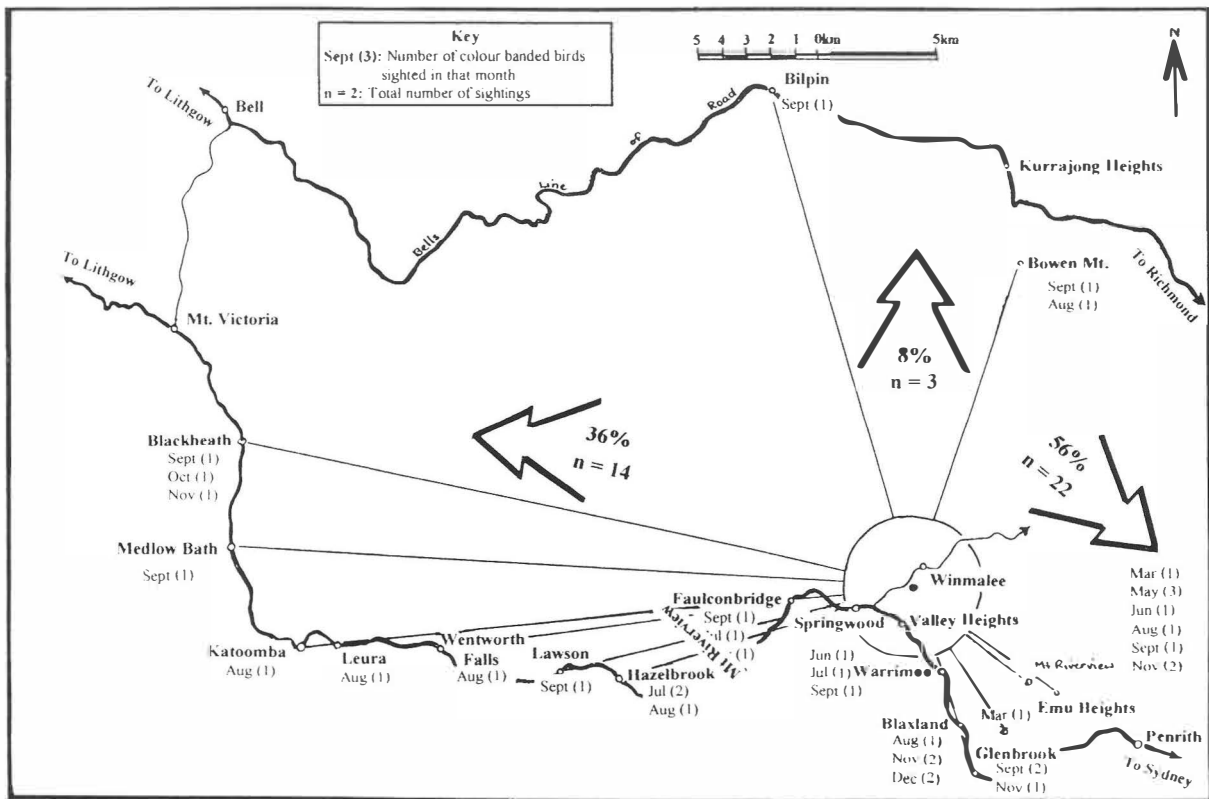 Key
Sept (3): Number of colour banded birds
sighted in that month
n = 2: Total number of sightings
5 4 3 2 1 0km 5km
N
To Lithgow
Bell
Bells Line of Road
Bilpin
Sept (1)
Kurrajong Heights
To Richmond
Bowen Mt.
Sept (1)
Aug (1)
To Lithgow
Mt. Victoria
8%
n = 3
36%
n = 14
56%
n = 22
Blackheath
Sept (1)
Oct (1)
Nov (1)
Medlow Bath
Sept (1)
Winmalee
Mar (1)
May (3)
Jun (1)
Aug (1)
Sept (1)
Nov (2)
Faulconbridge
Sept (1)
Jul (1)
Mt Riverview
Springwood
Valley Heights
Katoomba
Aug (1)
Leura
Aug (1)
Wentworth
Falls
Aug (1)
Lawson
Sept (1)
Hazelbrook
Jul (2)
Aug (1)
Jun (1)
Jul (1)
Sept (1)
Warrim
Mt Riverview
Emu Heights
Mar (1)
Blaxland
Aug (1)
Nov (2)
Dec (2)
Glenbrook
Sept (2)
Nov (1)
Penrith
To Sydney